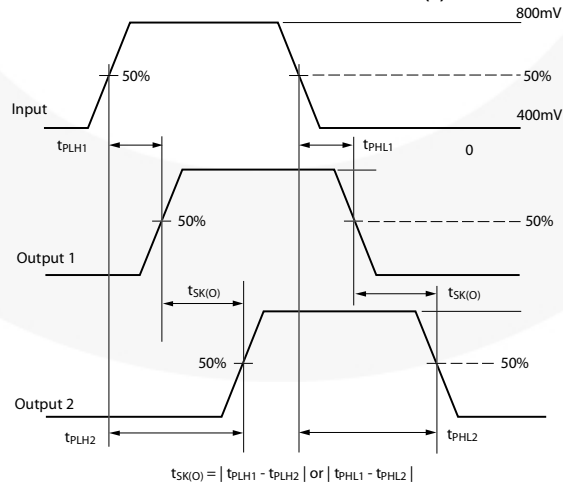 800mV
50%
50%
Input
400mV
tPLH1
tPHL1
0
50%
50%
Output 1
tSK(O)
tSK(O)
50%
50%
Output 2
tPLH2
tPHL2
tSK(O) = | tPLH1 - tPLH2 | or | tPHL1 - tPHL2 |